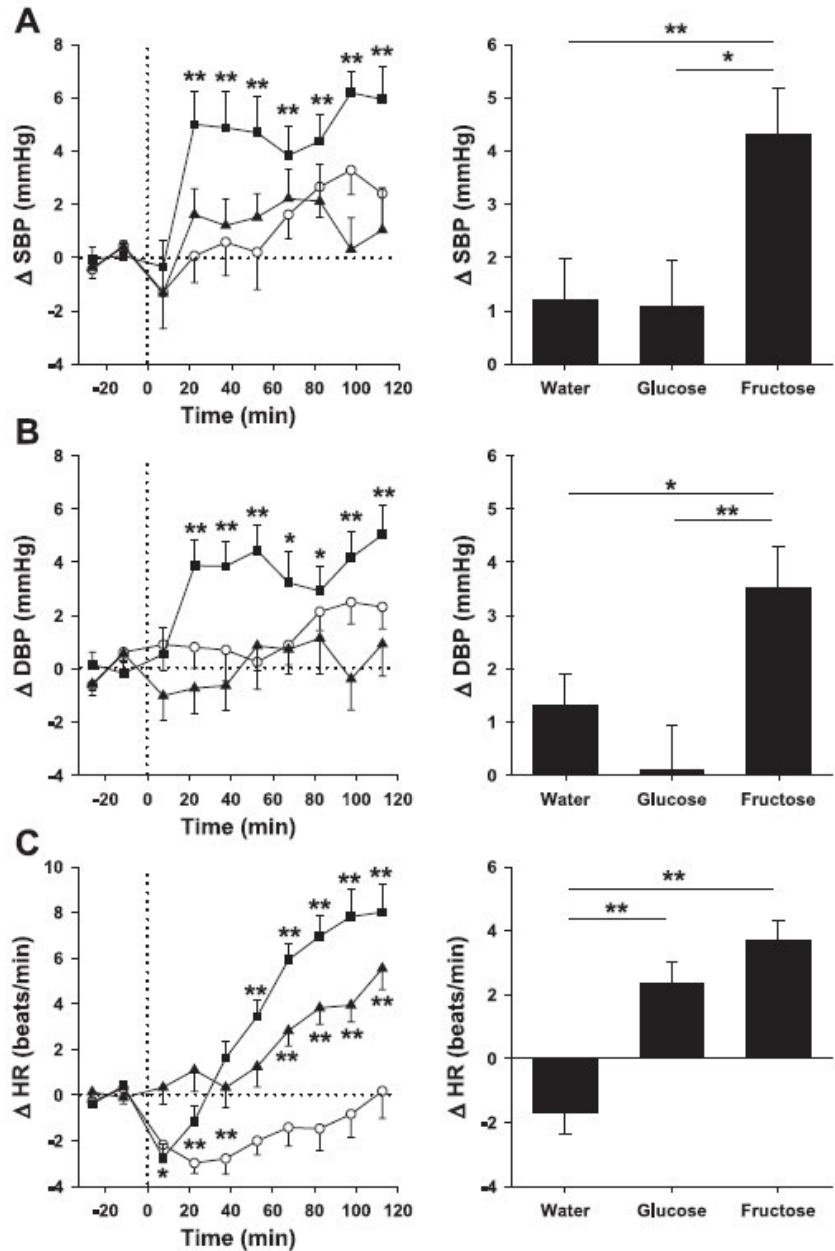 A
Δ SBP (mmHg)
8
6
4
2
0
-2
-4
** ** ** ** ** ** **
-20 0 20 40 60 80 100 120
Time (min)
Δ SBP (mmHg)
6
5
4
3
2
1
0
**
*
Water Glucose Fructose
B
Δ DBP (mmHg)
8
6
4
2
0
-2
-4
** ** ** * * ** **
-20 0 20 40 60 80 100 120
Time (min)
Δ DBP (mmHg)
6
5
4
3
2
1
0
*
**
Water Glucose Fructose
C
Δ HR (beats/min)
10
8
6
4
2
0
-2
-4
** ** ** ** **
** ** ** **
* ** **
-20 0 20 40 60 80 100 120
Time (min)
Δ HR (beats/min)
6
4
2
0
-2
-4
**
**
Water Glucose Fructose